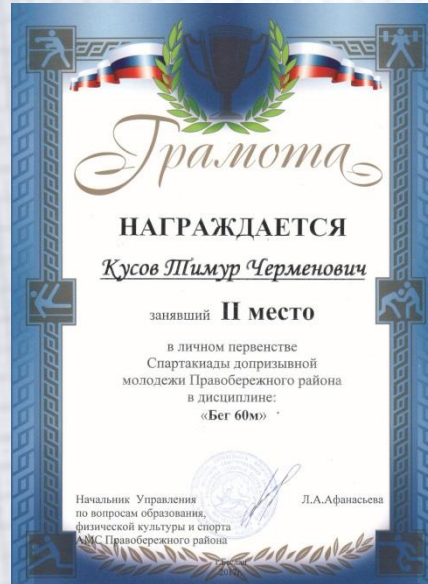 Грамота
НАГРАЖДАЕТСЯ
Кусов Тимур Черменович
занявший II место
в личном первенстве
Спартакиады допризывной
молодежи Правобережного района
в дисциплине:
«Бег 60м»
Начальник Управления
по вопросам образования,
физической культуры и спорта
АМС Правобережного района
Л.А.Афанасьева